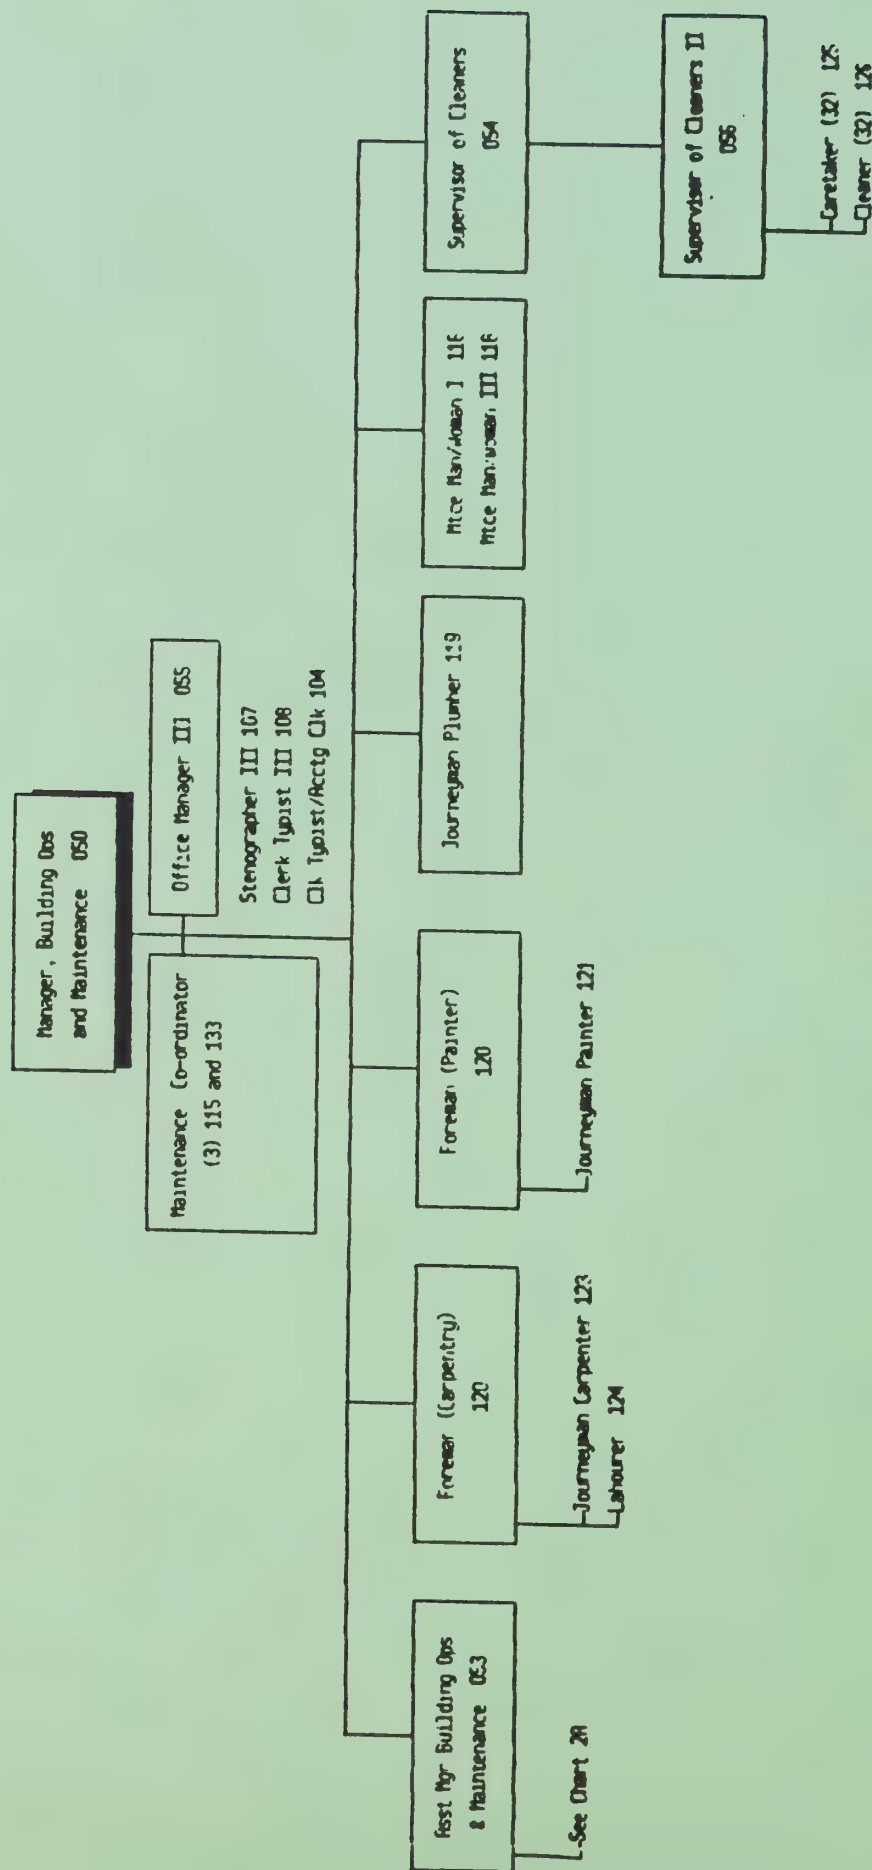 Manager, Building Ops
and Maintenance 050
Maintenance Co-ordinator
(3) 115 and 133
Office Manager III 055
Stenographer III 107
Clerk Typist III 108
Clk Typist/Acctg Clk 104
Asst Mgr Building Ops
& Maintenance 053
See Chart 2A
Foreman (Carpentry)
120
Journeyman Carpenter 123
Labourer 124
Foreman (Painter)
120
Journeyman Painter 121
Journeyman Plumber 119
Mtce Man/Woman I 116
Mtce Man/Woman III 116
Supervisor of Cleaners
054
Supervisor of Cleaners II
056
Caretaker (32) 125
Cleaner (32) 126